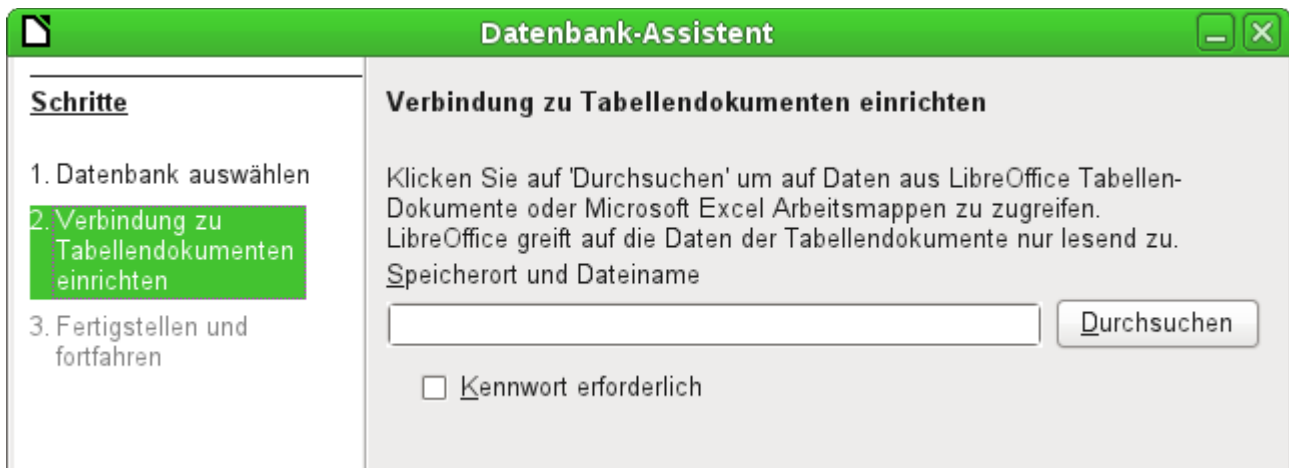 Datenbank-Assistent
Schritte
1. Datenbank auswählen
2. Verbindung zu
Tabellendokumenten
einrichten
3. Fertigstellen und
fortfahren
Verbindung zu Tabellendokumenten einrichten
Klicken Sie auf 'Durchsuchen' um auf Daten aus LibreOffice Tabellen-
Dokumente oder Microsoft Excel Arbeitsmappen zu zugreifen.
LibreOffice greift auf die Daten der Tabellendokumente nur lesend zu.
Speicherort und Dateiname
Durchsuchen
Kennwort erforderlich